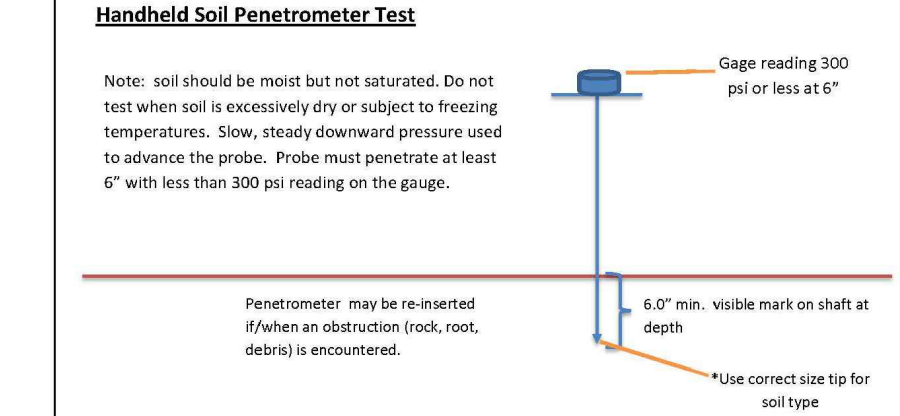 Handheld Soil Penetrometer Test
Note:  soil should be moist but not saturated. Do not
test when soil is excessively dry or subject to freezing
temperatures.  Slow, steady downward pressure used
to advance the probe.  Probe must penetrate at least
6” with less than 300 psi reading on the gauge.
Gage reading 300
psi or less at 6”
Penetrometer  may be re-inserted
if/when an obstruction (rock, root,
debris) is encountered.
6.0” min.  visible mark on shaft at
depth
*Use correct size tip for
soil type